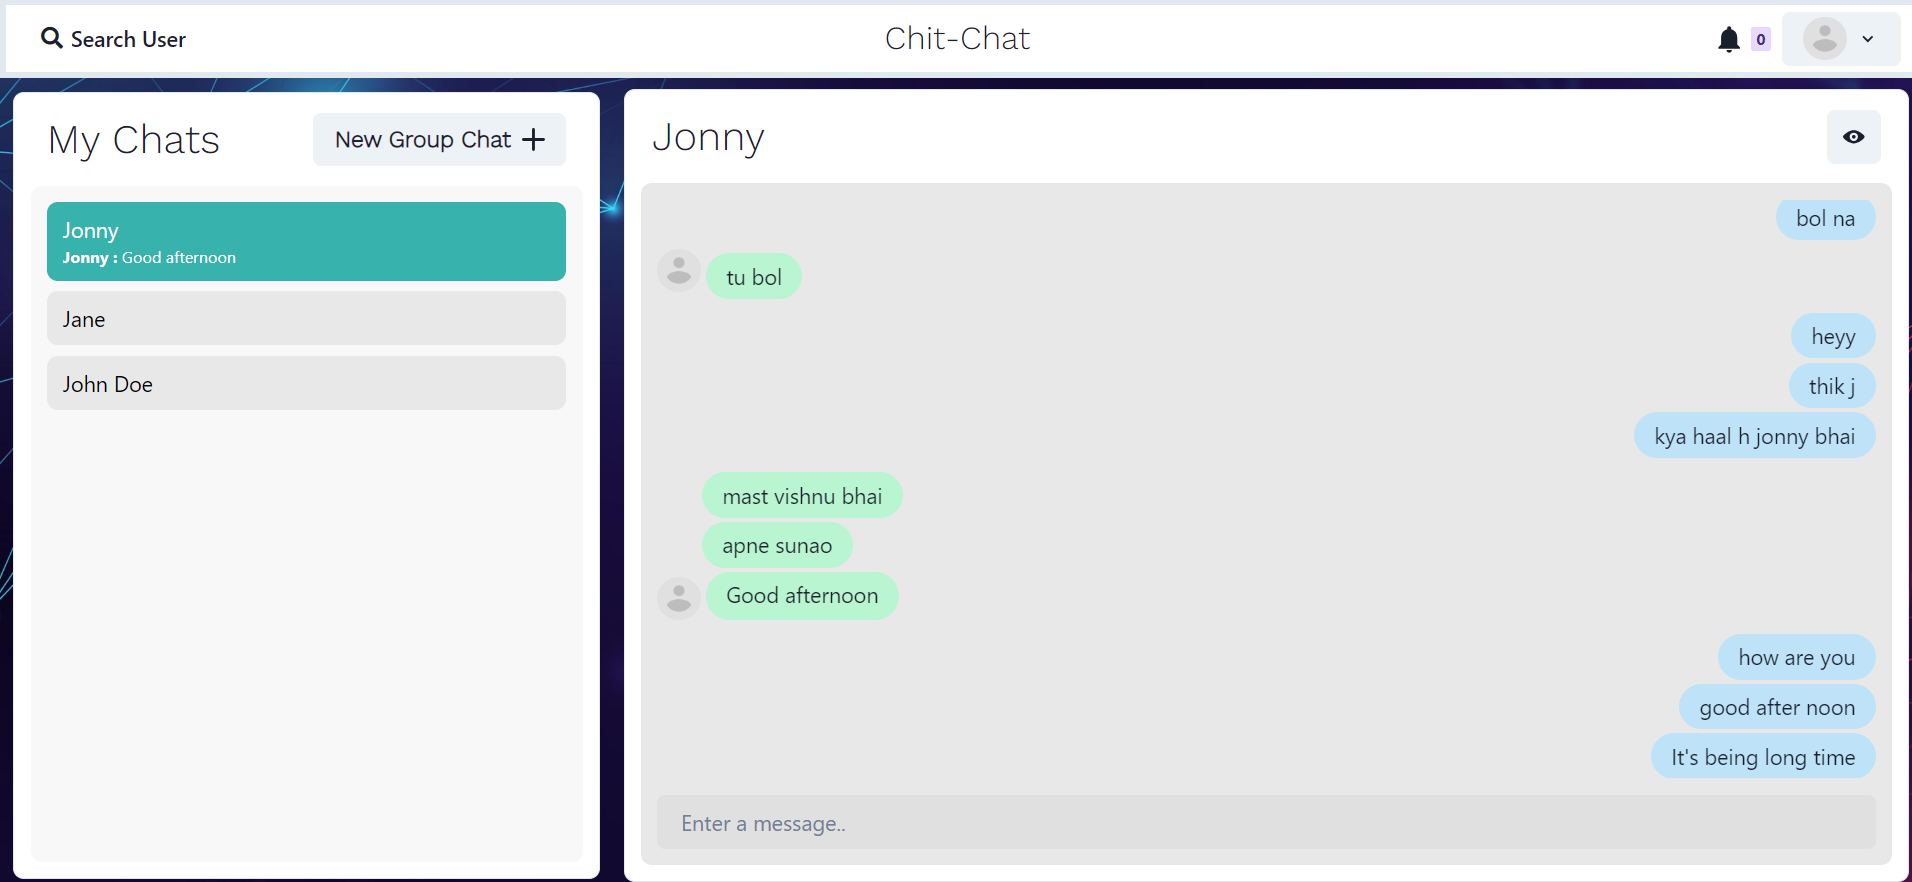 Search User
Chit-Chat
0
My Chats
New Group Chat
Jonny
Jonny : Good afternoon
Jane
John Doe
Jonny
bol na
tu bol
heyy
thik j
kya haal h jonny bhai
mast vishnu bhai
apne sunao
Good afternoon
how are you
good after noon
It's being long time
Enter a message..